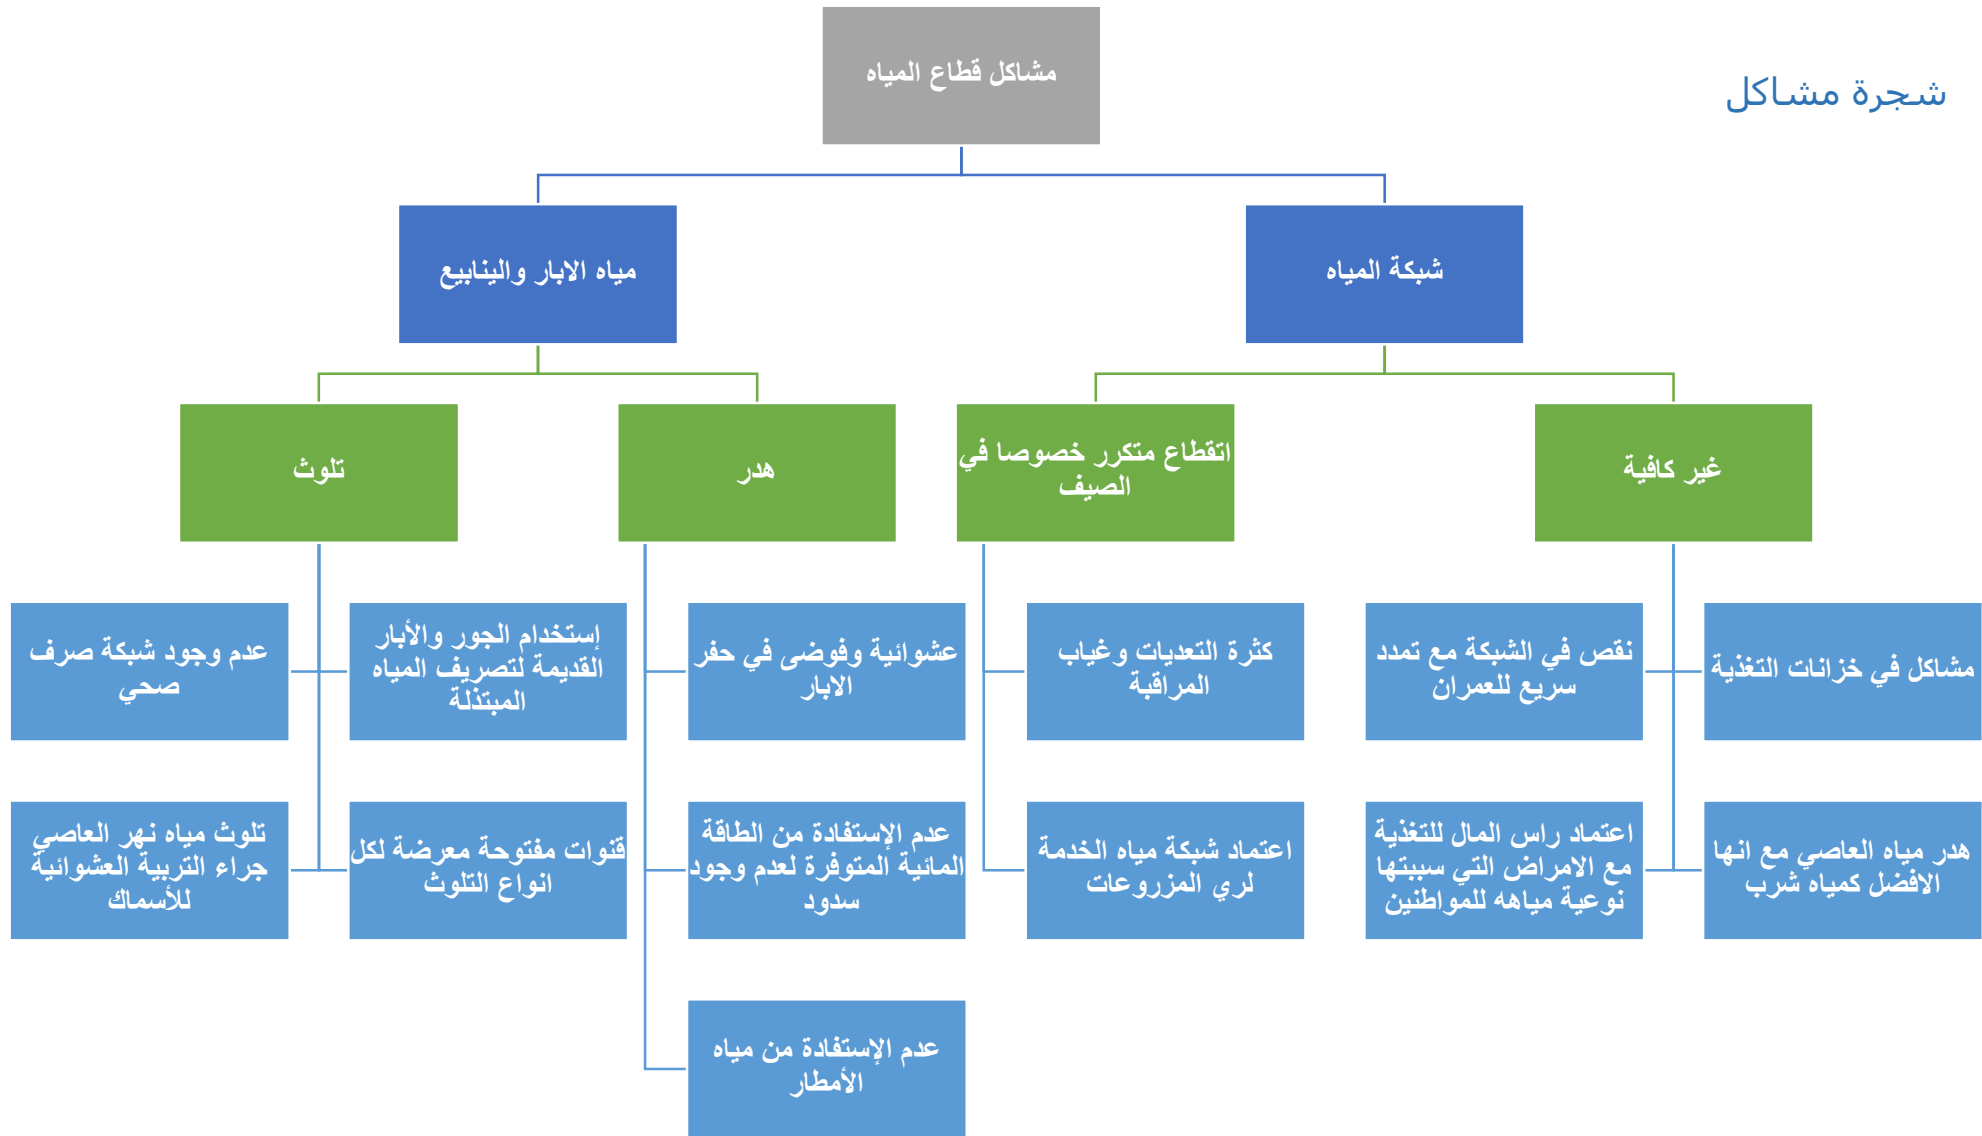 شجرة مشاكل
مشاكل قطاع المياه
شبكة المياه
مياه الابار والينابيع
غير كافية
اتقطاع متكرر خصوصا في
الصيف
هدر
تلوث
مشاكل في خزانات التغذية
نقص في الشبكة مع تمدد
سريع للعمران
كثرة التعديات وغياب
المراقبة
عشوائية وفوضى في حفر
الابار
إستخدام الجور والأبار
القديمة لتصريف المياه
المبتذلة
عدم وجود شبكة صرف
صحي
هدر مياه العاصي مع انها
الافضل كمياه شرب
اعتماد راس المال للتغذية
مع الامراض التي سببتها
نوعية مياهه للمواطنين
اعتماد شبكة مياه الخدمة
لري المزروعات
عدم الإستفادة من الطاقة
المائية المتوفرة لعدم وجود
سدود
قنوات مفتوحة معرضة لكل
انواع التلوث
تلوث مياه نهر العاصي
جراء التربية العشوائية
للأسماك
عدم الإستفادة من مياه
الأمطار